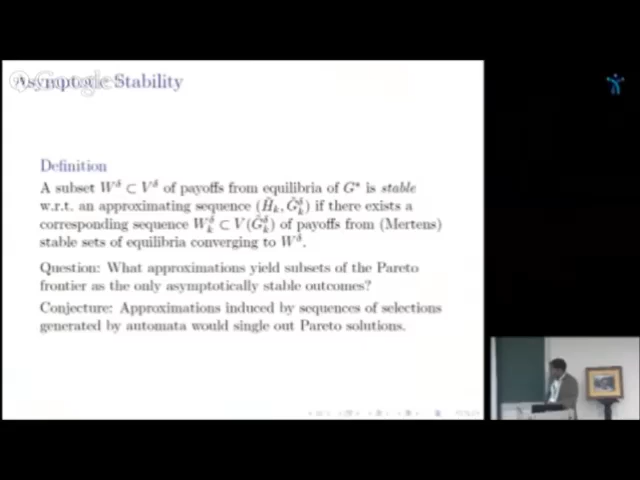 Asymptotic Stability
Definition
A subset W^δ ⊂ V^δ of payoffs from equilibria of G* is stable
w.r.t. an approximating sequence (H̃_k, G̃_k^δ) if there exists a
corresponding sequence W_k^δ ⊂ V(G̃_k^δ) of payoffs from (Mertens)
stable sets of equilibria converging to W^δ.
Question: What approximations yield subsets of the Pareto
frontier as the only asymptotically stable outcomes?
Conjecture: Approximations induced by sequences of selections
generated by automata would single out Pareto solutions.